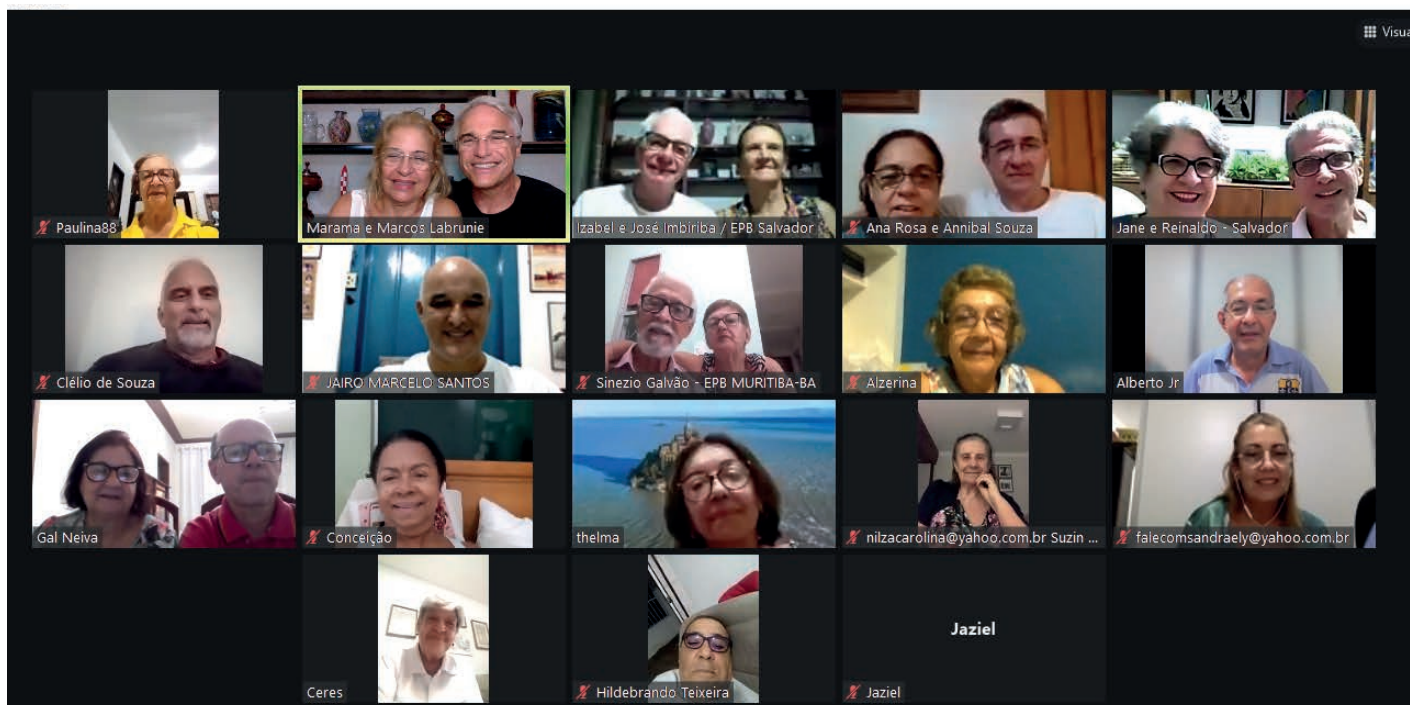 Visua
Paulina88
Marama e Marcos Labrunie
Izabel e José Imbiriba / EPB Salvador
Ana Rosa e Annibal Souza
Jane e Reinaldo - Salvador
Clélio de Souza
JAIRO MARCELO SANTOS
Sinezio Galvão - EPB MURITIBA-BA
Alzerina
Alberto Jr
Gal Neiva
Conceição
thelma
nilzacarolina@yahoo.com.br Suzin ...
falecomsandraely@yahoo.com.br
Jaziel
Ceres
Hildebrando Teixeira
Jaziel